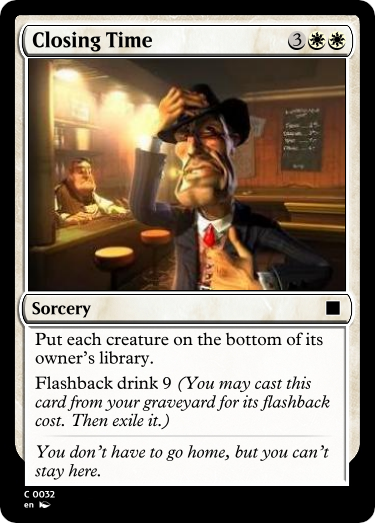 Closing Time 3
Sorcery
Put each creature on the bottom of its
owner's library.
Flashback drink 9 (You may cast this
card from your graveyard for its flashback
cost. Then exile it.)
You don't have to go home, but you can't
stay here.
C 0032
en